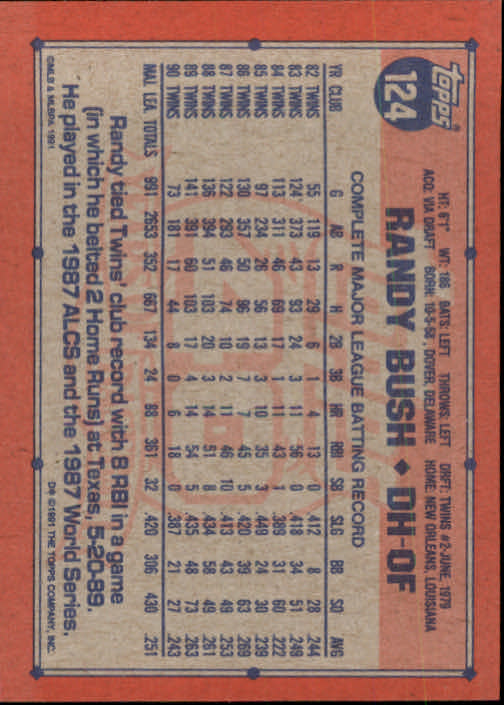 Topps®
124
HT: 6'1" WT: 186 BATS: LEFT THROWS: LEFT DRFT: TWINS #2-JUNE, 1979
ACQ: VIA DRAFT BORN: 10-5-58, DOVER, DELAWARE HOME: NEW ORLEANS, LOUISIANA
RANDY BUSH ♦ DH-OF
COMPLETE MAJOR LEAGUE BATTING RECORD
YR CLUB G AB R H 2B 3B HR RBI SB SLG BB SO AVG
82 TWINS 55 119 13 29 6 1 4 13 0 .412 8 28 .244
83 TWINS 124 373 43 93 24 3 11 56 0 .418 34 51 .249
84 TWINS 113 311 46 69 17 1 11 43 1 .389 31 60 .222
85 TWINS 97 234 26 56 13 3 10 35 3 .449 24 30 .239
86 TWINS 130 357 50 96 19 7 7 45 5 .420 39 63 .269
87 TWINS 122 293 46 74 10 2 11 46 10 .413 43 49 .253
88 TWINS 136 394 51 103 20 3 14 51 8 .434 58 49 .261
89 TWINS 141 391 60 103 17 4 14 54 5 .435 48 73 .263
90 TWINS 73 181 17 44 8 0 6 18 0 .387 21 27 .243
MAJ. LEA. TOTALS 991 2653 352 667 134 24 88 361 32 .420 306 430 .251
Randy tied Twins' club record with 8 RBI in a game
(in which he belted 2 Home Runs) at Texas, 5-20-89.
He played in the 1987 ALCS and the 1987 World Series.
©MLB & MLBPA 1991
D# ©1991 THE TOPPS COMPANY, INC.